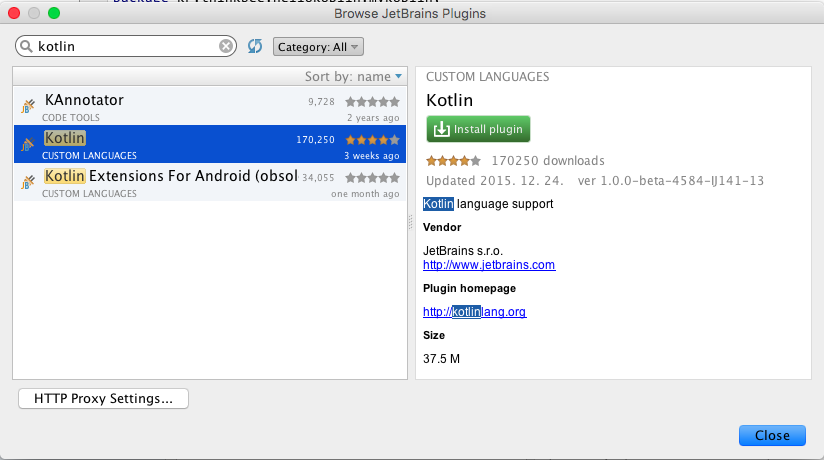 Browse JetBrains Plugins
kotlin
Category: All
Sort by: name
KAnnotator
9,728
CODE TOOLS
2 years ago
Kotlin
170,250
CUSTOM LANGUAGES
3 weeks ago
Kotlin Extensions For Android (obsol
34,055
CUSTOM LANGUAGES
one month ago
HTTP Proxy Settings...
CUSTOM LANGUAGES
Kotlin
Install plugin
170250 downloads
Updated 2015. 12. 24. ver 1.0.0-beta-4584-IJ141-13
Kotlin language support
Vendor
JetBrains s.r.o.
http://www.jetbrains.com
Plugin homepage
http://kotlinlang.org
Size
37.5 M
Close